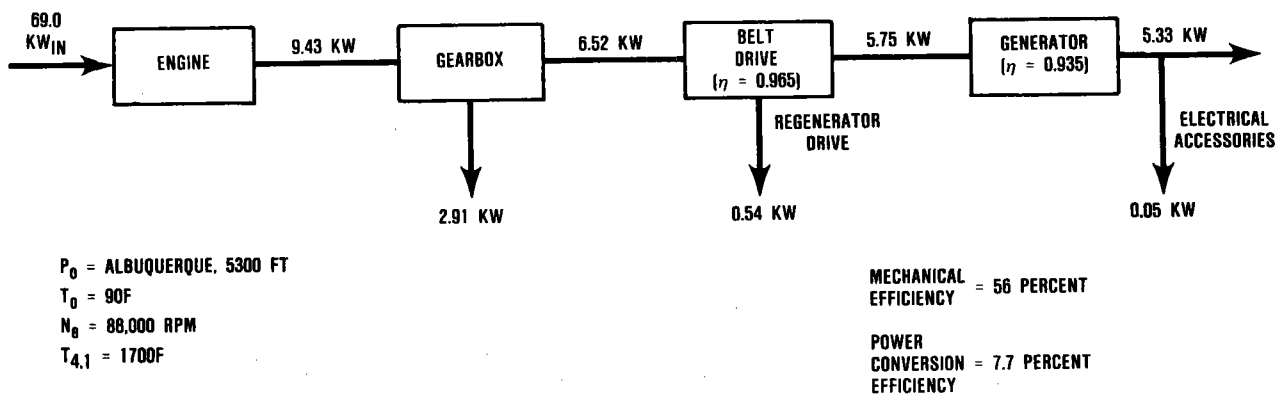 69.0
KW_IN
ENGINE
9.43 KW
GEARBOX
2.91 KW
6.52 KW
BELT
DRIVE
(η = 0.965)
REGENERATOR
DRIVE
0.54 KW
5.75 KW
GENERATOR
(η = 0.935)
5.33 KW
ELECTRICAL
ACCESSORIES
0.05 KW
P_0 = ALBUQUERQUE, 5300 FT
T_0 = 90F
N_8 = 88,000 RPM
T_4.1 = 1700F
MECHANICAL
EFFICIENCY = 56 PERCENT
POWER
CONVERSION = 7.7 PERCENT
EFFICIENCY